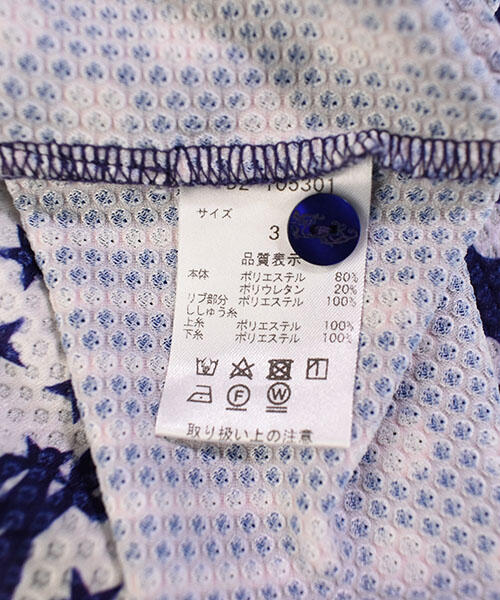 サイズ
3
品質表示
本体 ポリエステル 80%
ポリウレタン 20%
リブ部分 ポリエステル 100%
ししゅう糸
上糸 ポリエステル 100%
下糸 ポリエステル 100%
取り扱い上の注意